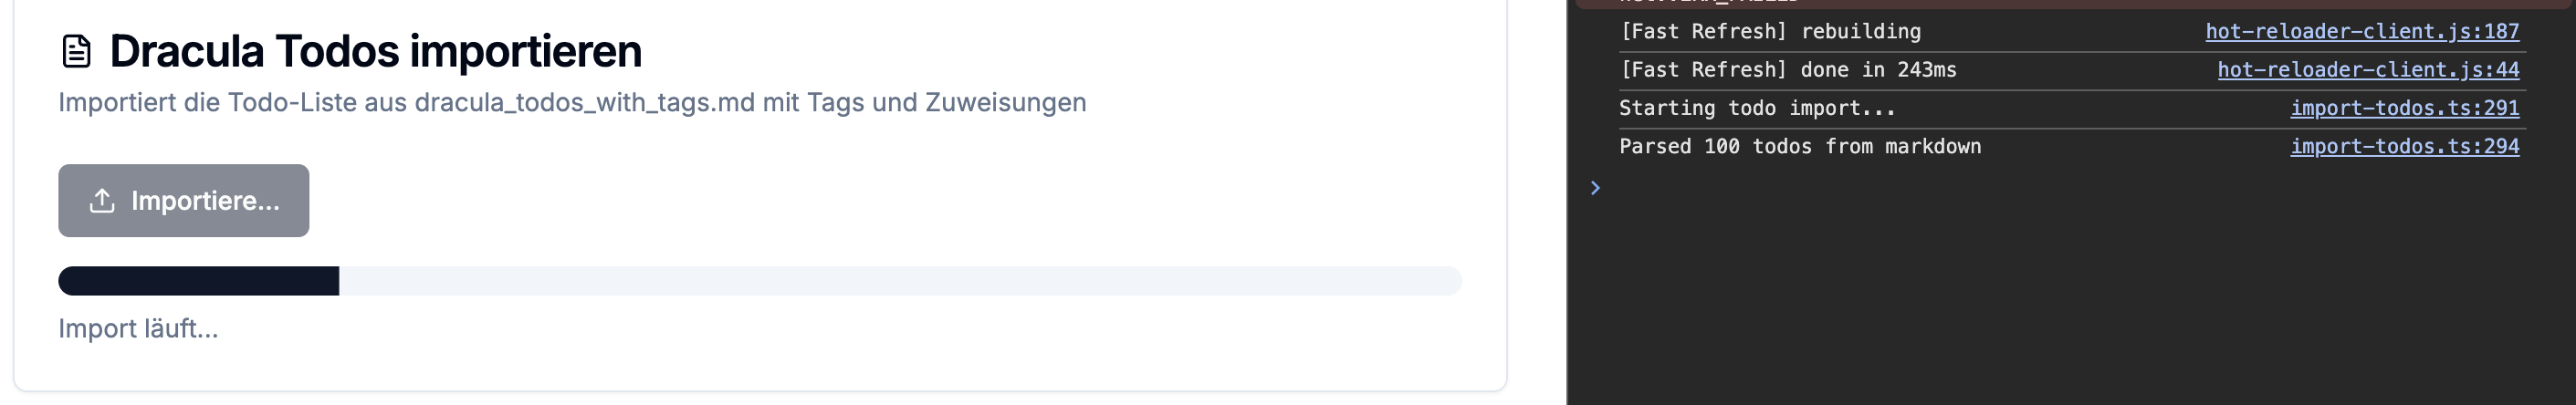 Dracula Todos importieren
Importiert die Todo-Liste aus dracula_todos_with_tags.md mit Tags und Zuweisungen
Importiere...
Import läuft...
[Fast Refresh] rebuilding hot-reloader-client.js:187
[Fast Refresh] done in 243ms hot-reloader-client.js:44
Starting todo import... import-todos.ts:291
Parsed 100 todos from markdown import-todos.ts:294